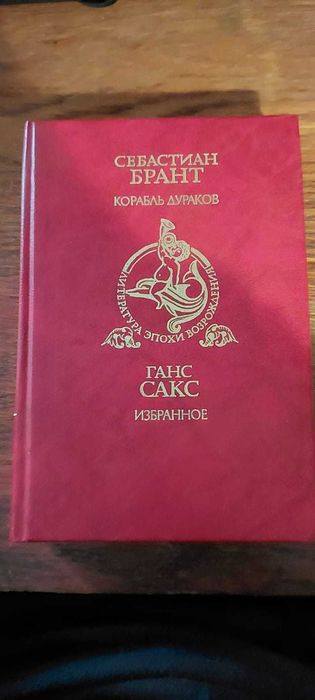 СЕБАСТИАН
БРАНТ
КОРАБЛЬ ДУРАКОВ
ЛИТЕРАТУРА ЭПОХИ ВОЗРОЖДЕНИЯ
ГАНС
САКС
ИЗБРАННОЕ